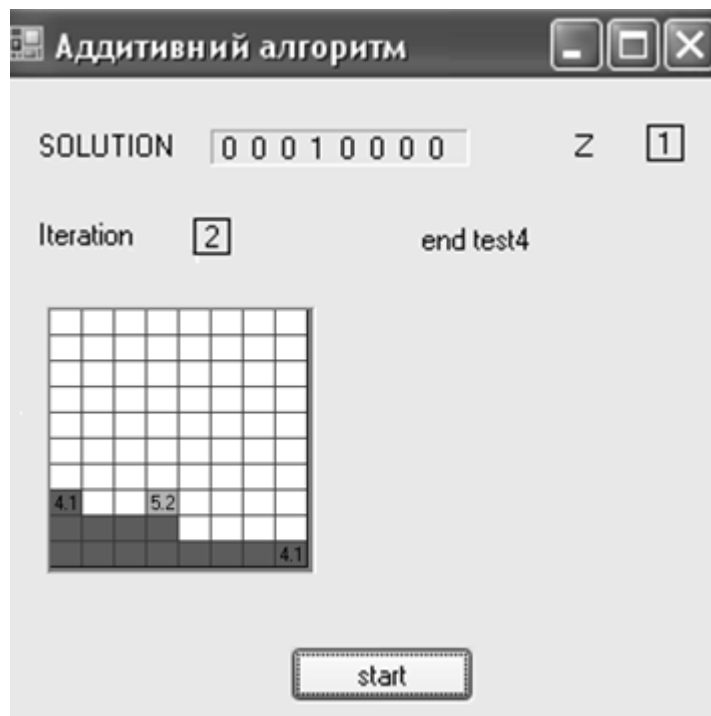 Аддитивний алгоритм
SOLUTION 0 0 0 1 0 0 0 0 Z 1
Iteration 2 end test4
4.1 5.2
4.1
start